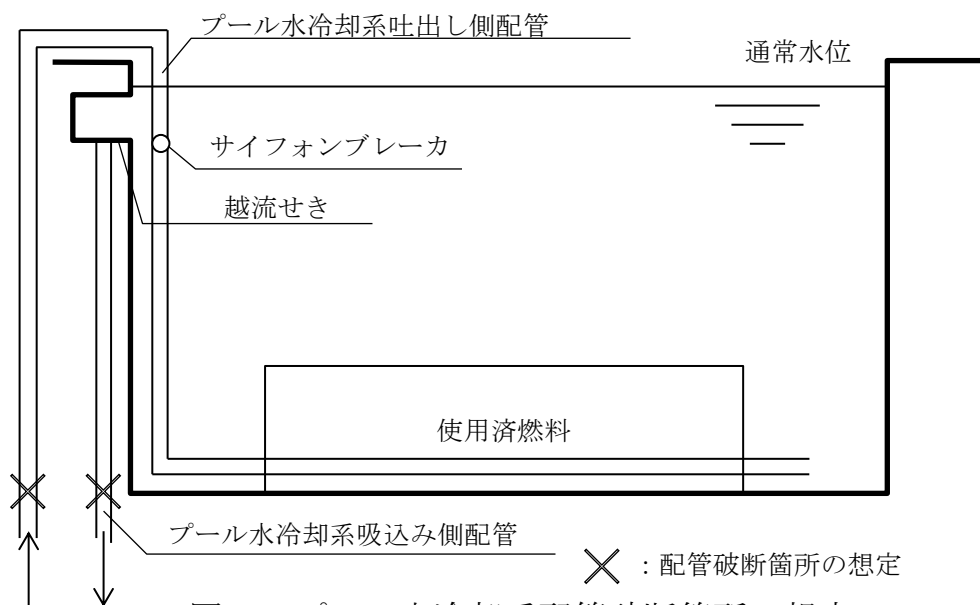 プール水冷却系吐出し側配管
通常水位
サイフォンブレーカ
越流せき
使用済燃料
プール水冷却系吸込み側配管
：配管破断箇所の想定